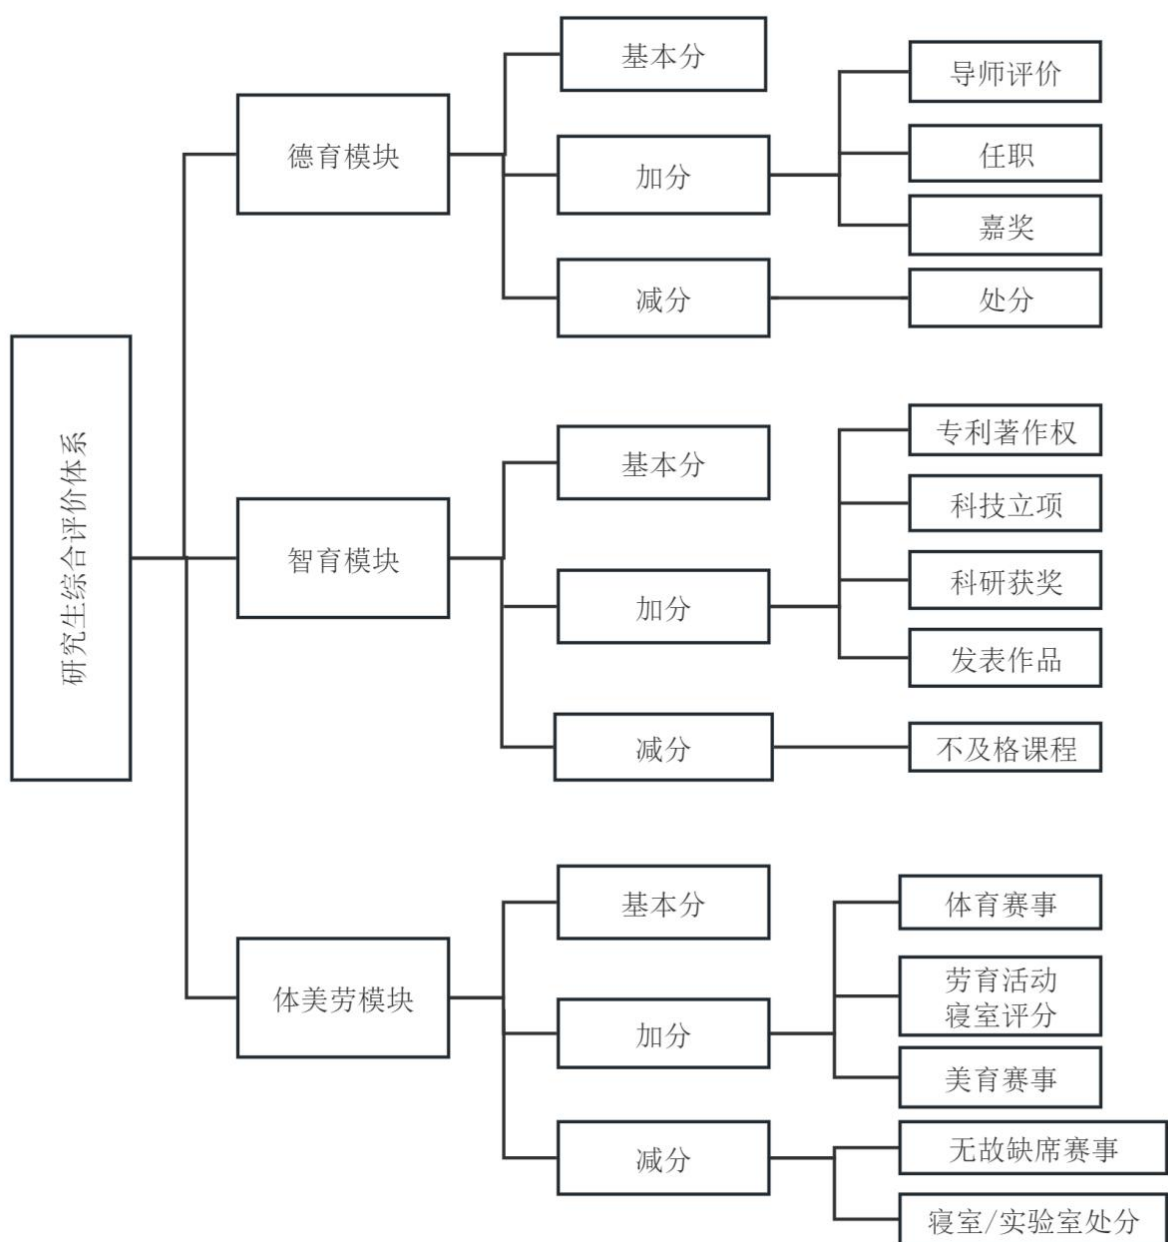 研究生综合评价体系
德育模块
基本分
加分
导师评价
任职
嘉奖
减分
处分
智育模块
基本分
加分
专利著作权
科技立项
科研获奖
发表作品
减分
不及格课程
体美劳模块
基本分
加分
体育赛事
劳育活动
寝室评分
美育赛事
减分
无故缺席赛事
寝室/实验室处分